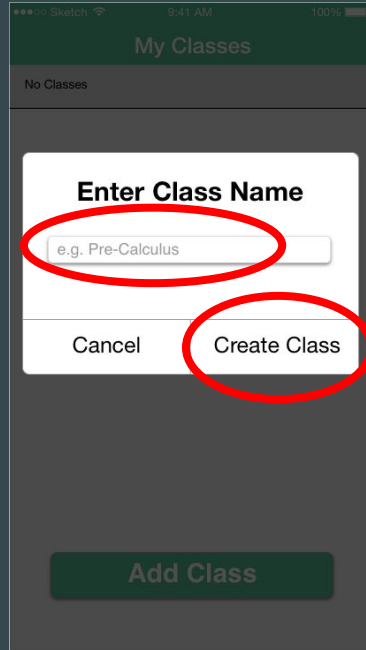 ●●●○○ Sketch 9:41 AM 100%
My Classes
No Classes
Enter Class Name
e.g. Pre-Calculus
Cancel Create Class
Add Class